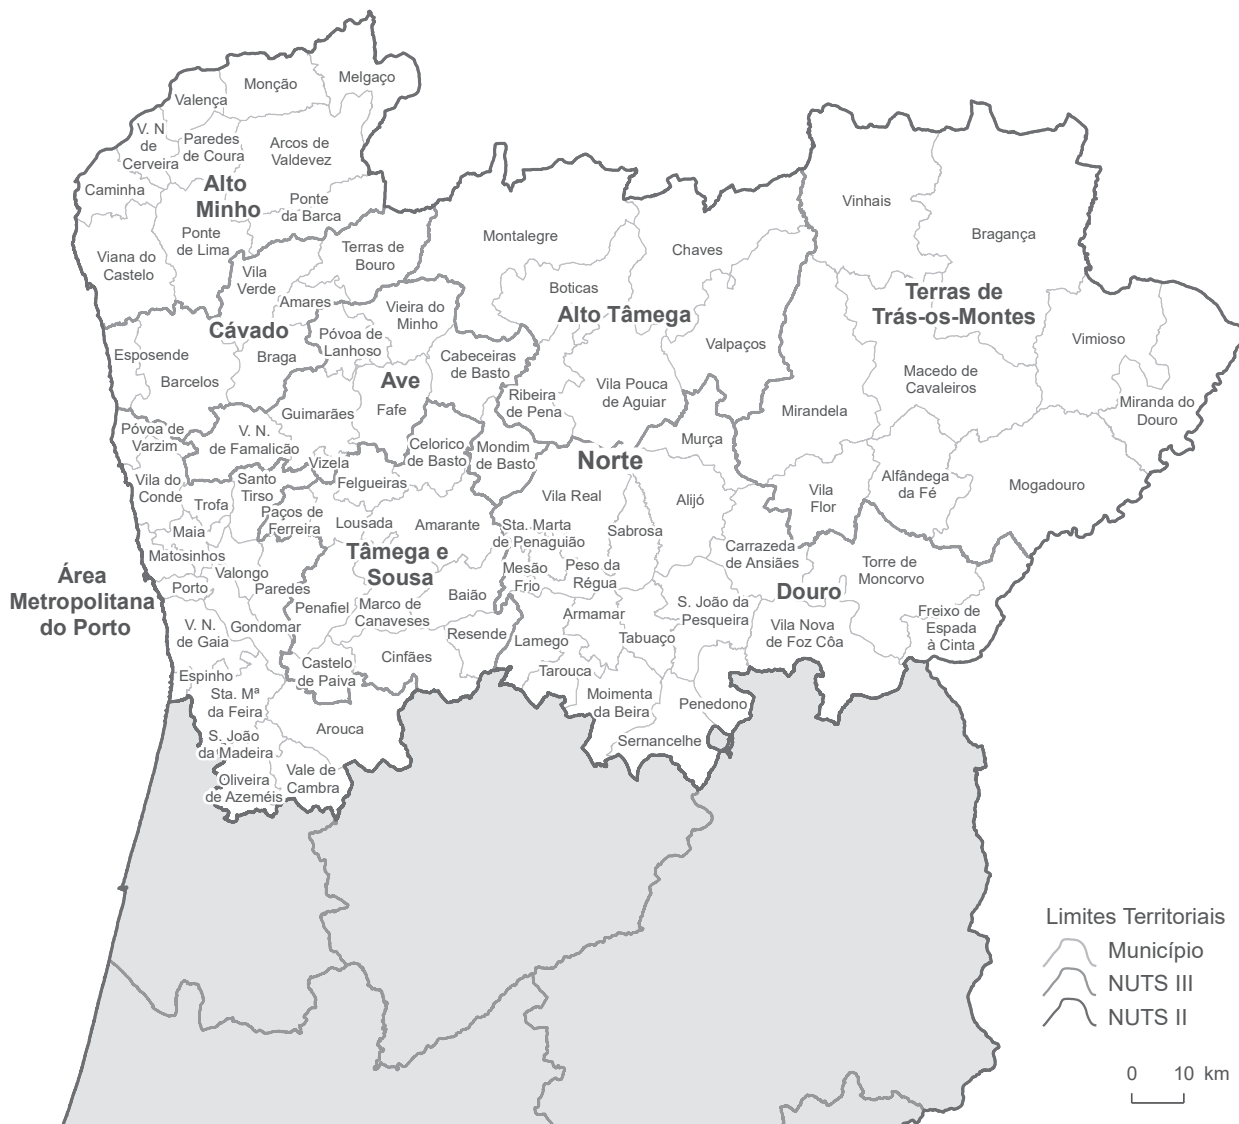 Melgaço
Monção
Valença
V. N
de
Cerveira
Paredes
de Coura
Arcos de
Valdevez
Caminha
Alto
Minho
Ponte
da Barca
Viana do
Castelo
Ponte
de Lima
Terras de
Bouro
Vila
Verde
Amares
Cávado
Vieira do
Minho
Póvoa de
Lanhoso
Esposende
Barcelos
Braga
Cabeceiras
de Basto
Ave
Fafe
Guimarães
Póvoa de
Varzim
V. N.
de Famalicão
Vizela
Celorico
de Basto
Mondim
de Basto
Montalegre
Chaves
Boticas
Alto Tâmega
Valpaços
Ribeira
de Pena
Vila Pouca
de Aguiar
Vinhais
Bragança
Terras de
Trás-os-Montes
Vimioso
Macedo de
Cavaleiros
Miranda do
Douro
Mirandela
Murça
Norte
Alfândega
da Fé
Mogadouro
Vila
Flor
Vila do
Conde
Santo
Tirso
Trofa
Felgueiras
Paços de
Ferreira
Lousada
Amarante
Maia
Matosinhos
Tâmega e
Sousa
Valongo
Área
Metropolitana
do Porto
Porto
Paredes
Penafiel
Marco de
Canaveses
Baião
V. N.
de Gaia
Gondomar
Resende
Castelo
de Paiva
Cinfães
Espinho
Sta. Mª
da Feira
Arouca
S. João
da Madeira
Vale de
Cambra
Oliveira
de Azeméis
Vila Real
Alijó
Sta. Marta
de Penaguião
Sabrosa
Mesão
Frio
Peso da
Régua
Carrazeda
de Ansiães
Torre de
Moncorvo
Douro
Armamar
S. João da
Pesqueira
Lamego
Tabuaço
Vila Nova
de Foz Côa
Freixo de
Espada
à Cinta
Tarouca
Moimenta
da Beira
Penedono
Sernancelhe
Limites Territoriais
Município
NUTS III
NUTS II
0 10 km